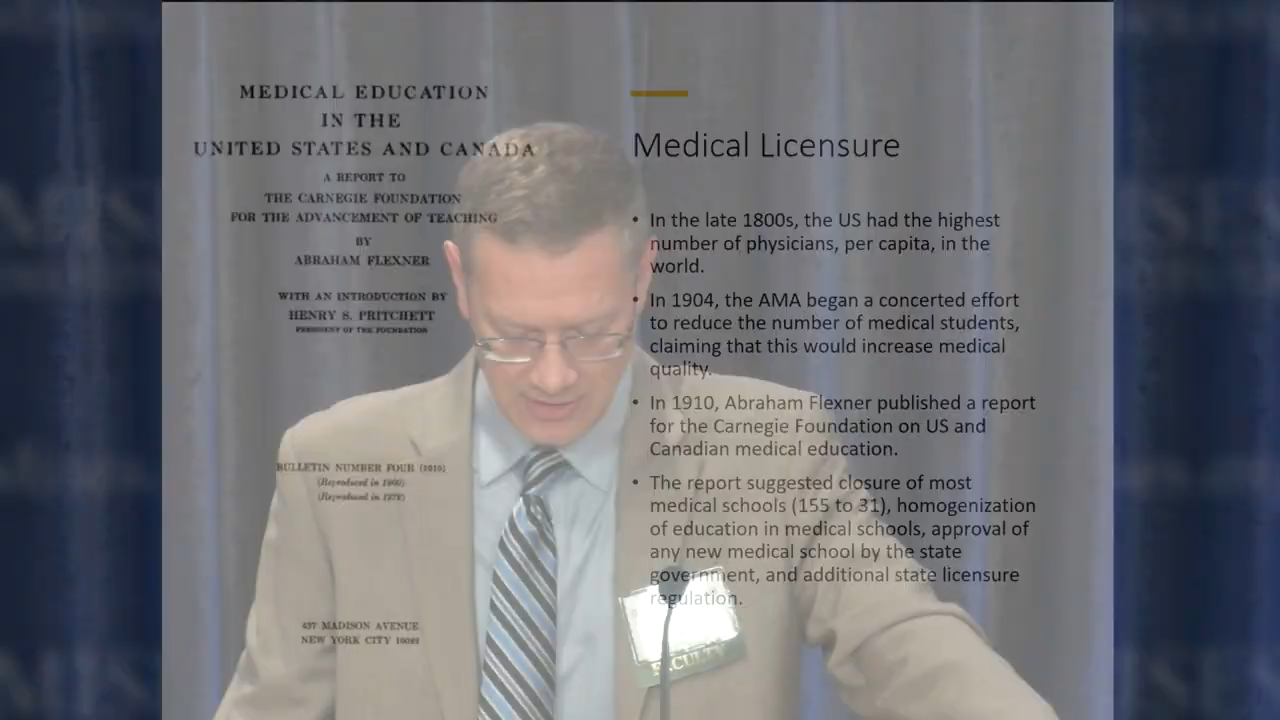 MEDICAL EDUCATION
IN THE
UNITED STATES AND CANADA
A REPORT TO
THE CARNEGIE FOUNDATION
FOR THE ADVANCEMENT OF TEACHING
BY
ABRAHAM FLEXNER
WITH AN INTRODUCTION BY
HENRY S. PRITCHETT
PRESIDENT OF THE FOUNDATION
BULLETIN NUMBER FOUR (1910)
(Reproduced in 1960)
(Reproduced in 1972)
437 MADISON AVENUE
NEW YORK CITY 10022
Medical Licensure
• In the late 1800s, the US had the highest
number of physicians, per capita, in the
world.
• In 1904, the AMA began a concerted effort
to reduce the number of medical students,
claiming that this would increase medical
quality.
• In 1910, Abraham Flexner published a report
for the Carnegie Foundation on US and
Canadian medical education.
• The report suggested closure of most
medical schools (155 to 31), homogenization
of education in medical schools, approval of
any new medical school by the state
government, and additional state licensure
regulation.
FACULTY